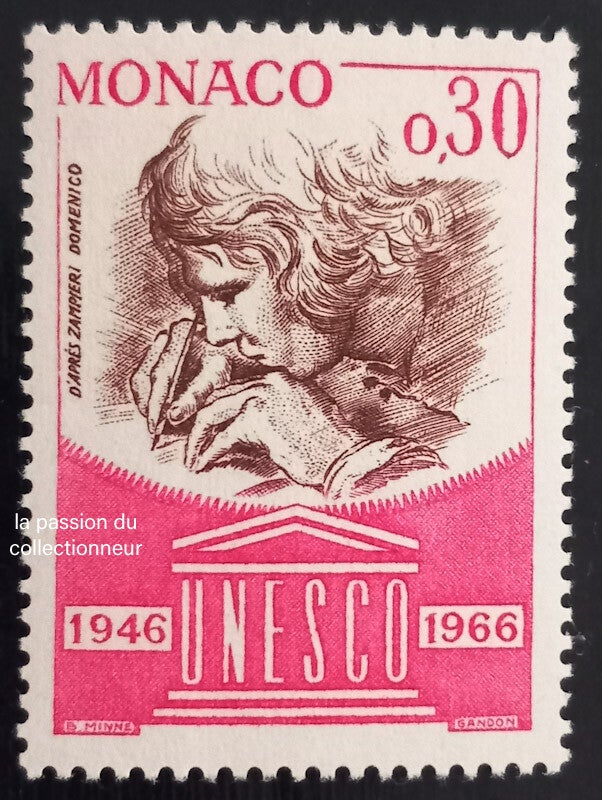 MONACO
0,30
D'APRÈS ZAMPIERI DOMENICO
la passion du
collectionneur
UNESCO
1946
1966
B. MINNE
GANDON